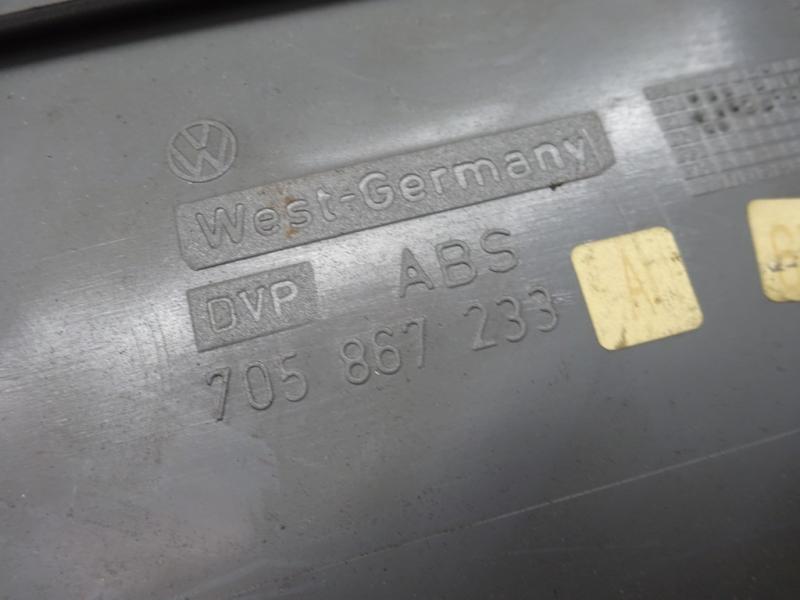 West-Germany
ABS
DVP
705 867 233
A